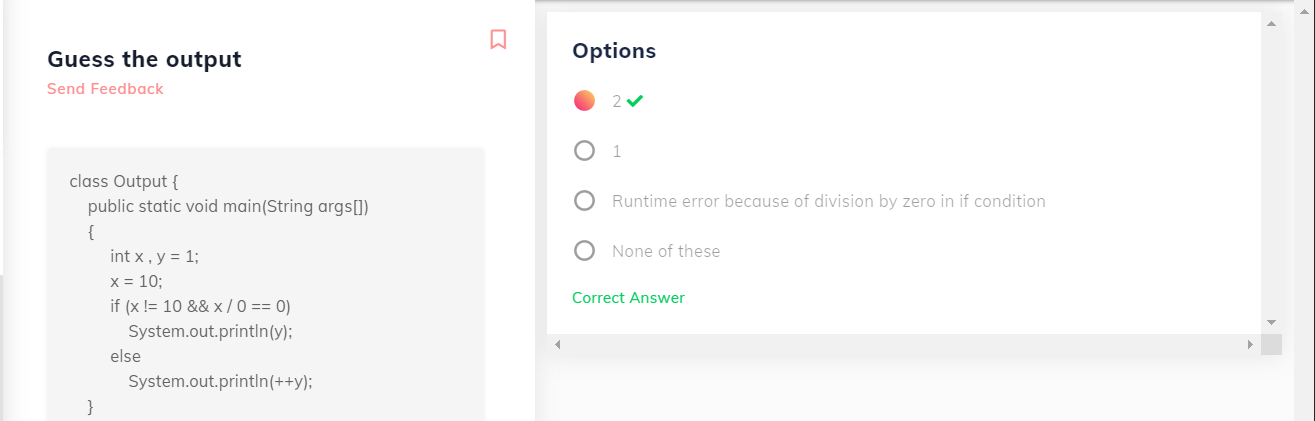 Guess the output
Send Feedback
class Output {
public static void main(String args[])
{
int x , y = 1;
x = 10;
if (x != 10 && x / 0 == 0)
System.out.println(y);
else
System.out.println(++y);
}
Options
2
1
Runtime error because of division by zero in if condition
None of these
Correct Answer